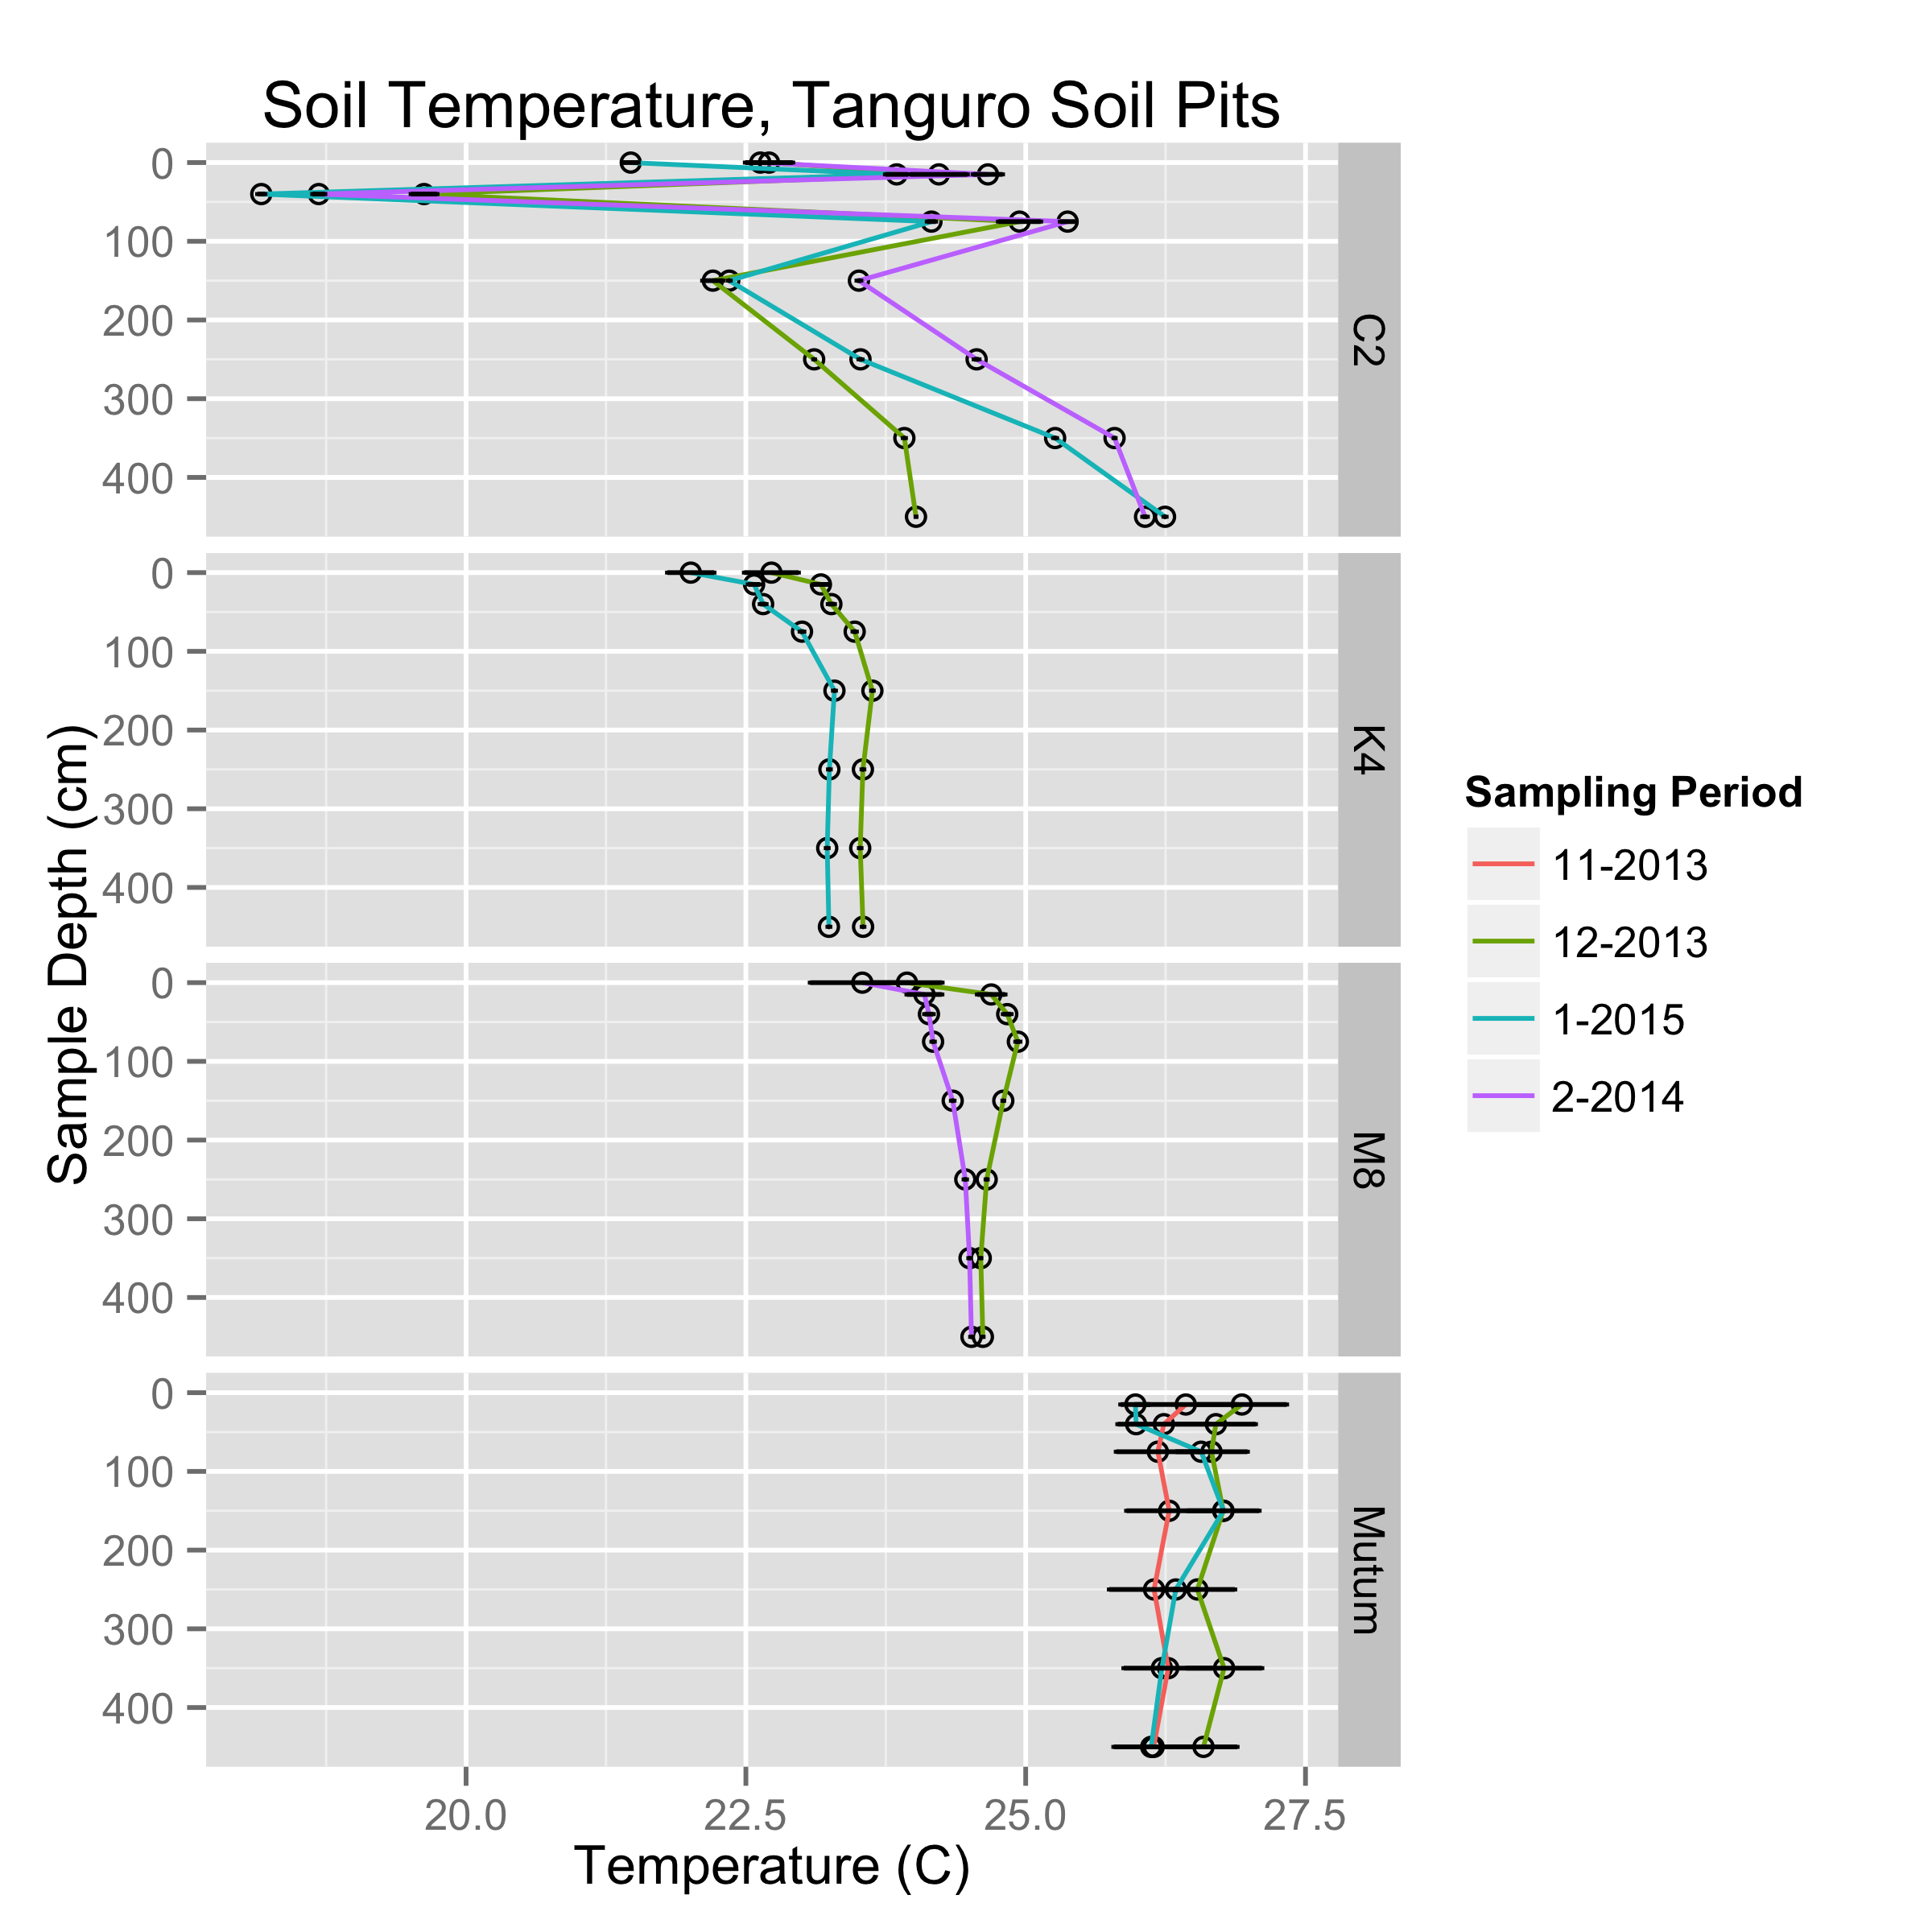 Soil Temperature, Tanguro Soil Pits
Sample Depth (cm)
0
100
200
300
400
C2
0
100
200
300
400
K4
0
100
200
300
400
M8
0
100
200
300
400
Mutum
20.0 22.5 25.0 27.5
Temperature (C)
Sampling Period
11-2013
12-2013
1-2015
2-2014